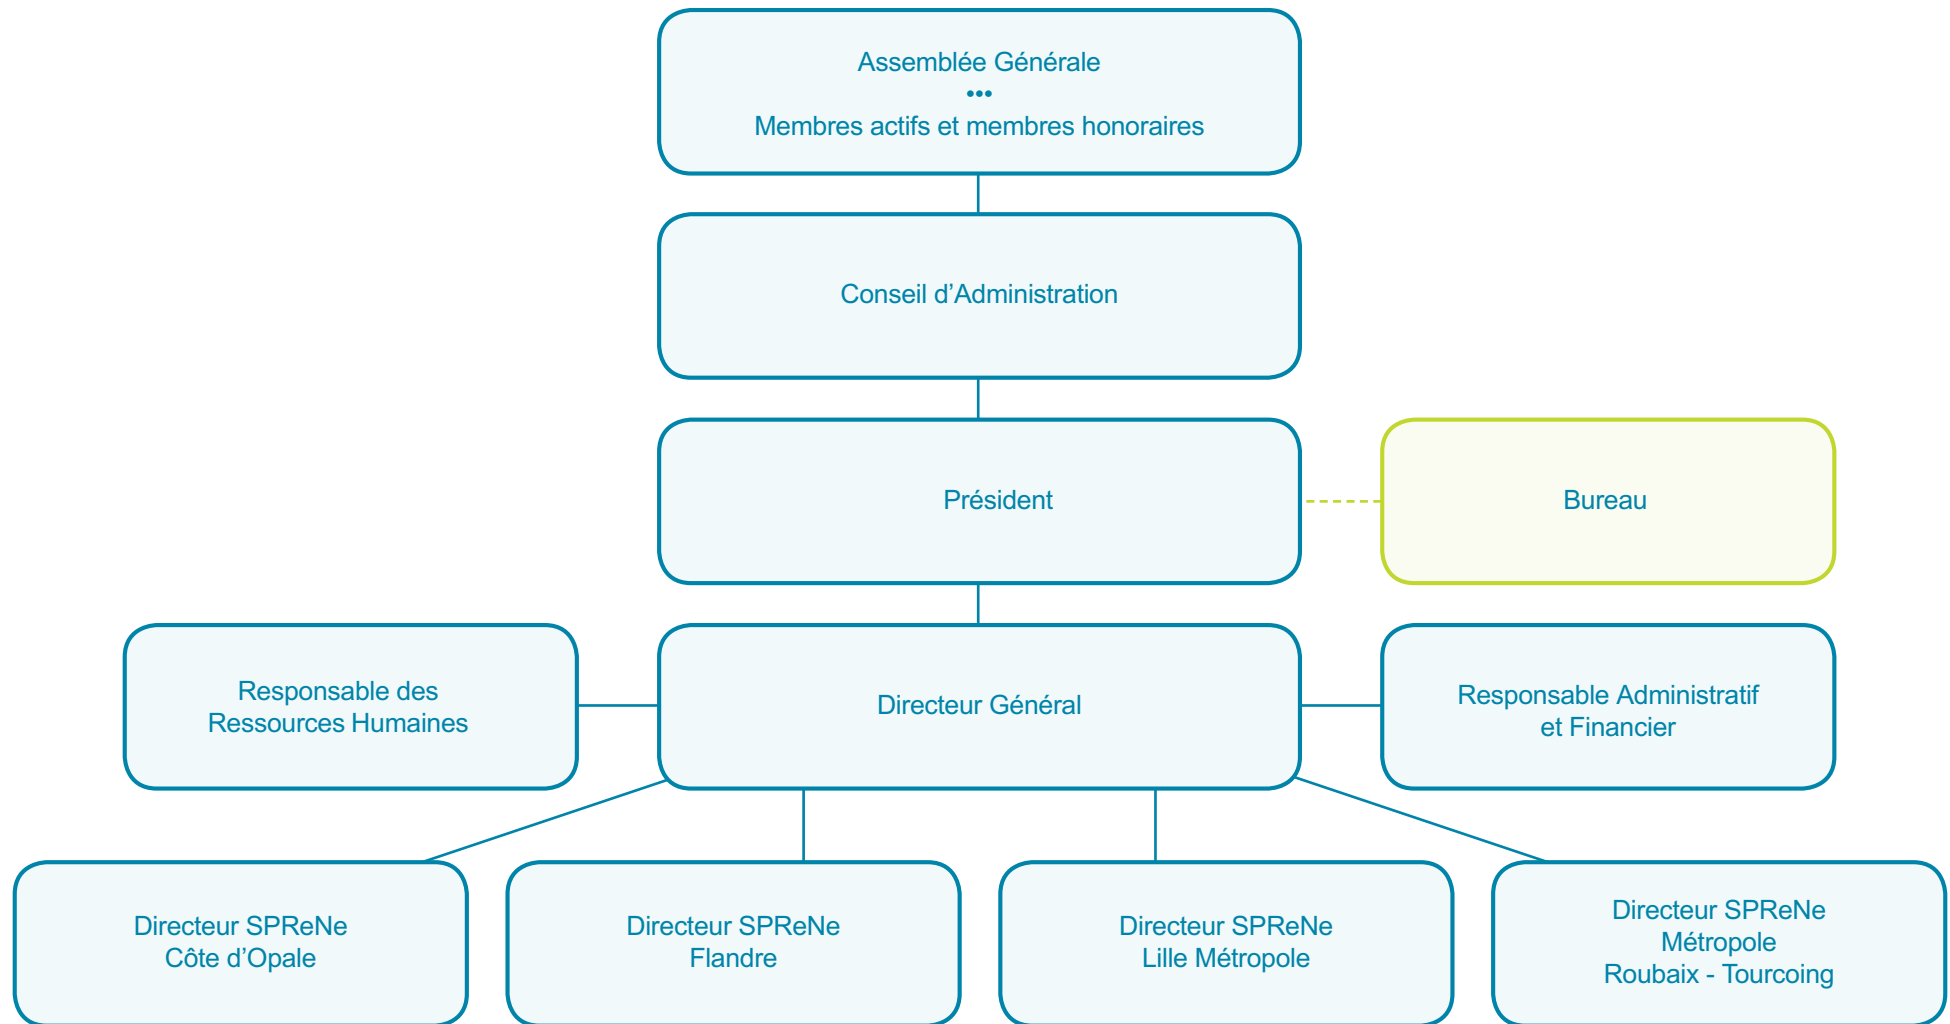 Assemblée Générale
•••
Membres actifs et membres honoraires
Conseil d’Administration
Président
Bureau
Responsable des
Ressources Humaines
Directeur Général
Responsable Administratif
et Financier
Directeur SPReNe
Côte d’Opale
Directeur SPReNe
Flandre
Directeur SPReNe
Lille Métropole
Directeur SPReNe
Métropole
Roubaix - Tourcoing